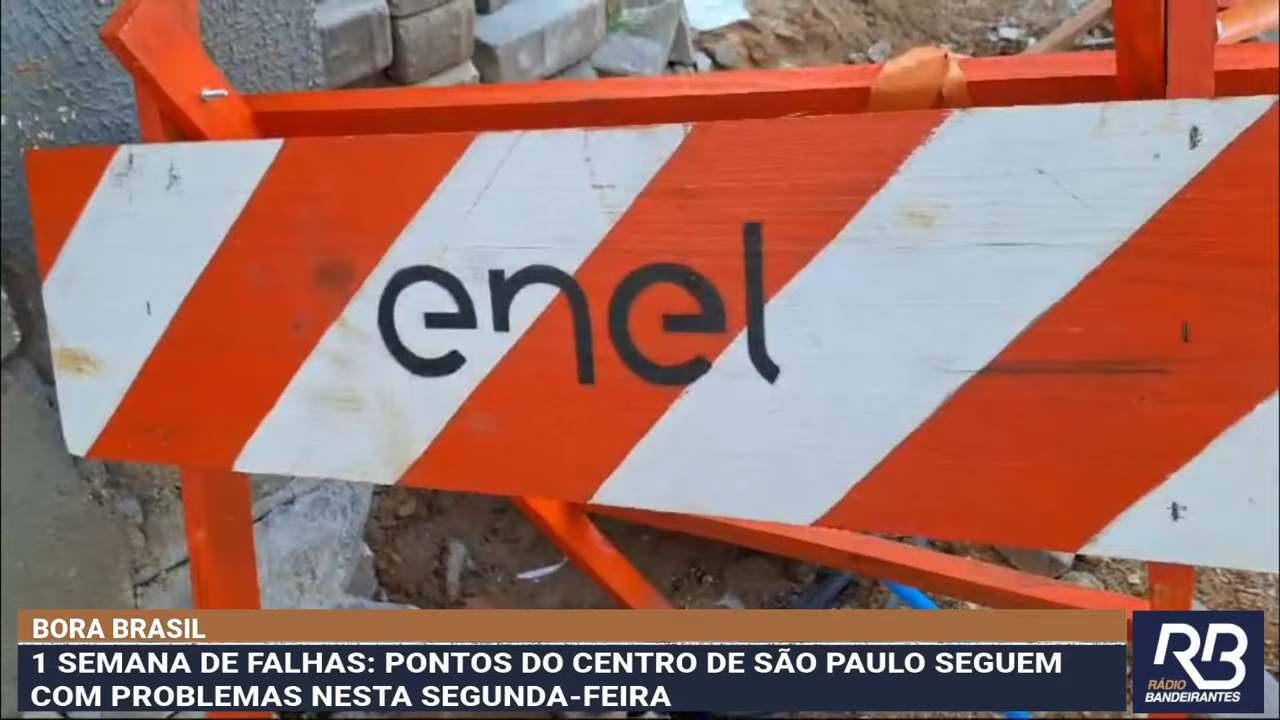 enel
BORA BRASIL
1 SEMANA DE FALHAS: PONTOS DO CENTRO DE SÃO PAULO SEGUEM
COM PROBLEMAS NESTA SEGUNDA-FEIRA
RB
RÁDIO
BANDEIRANTES